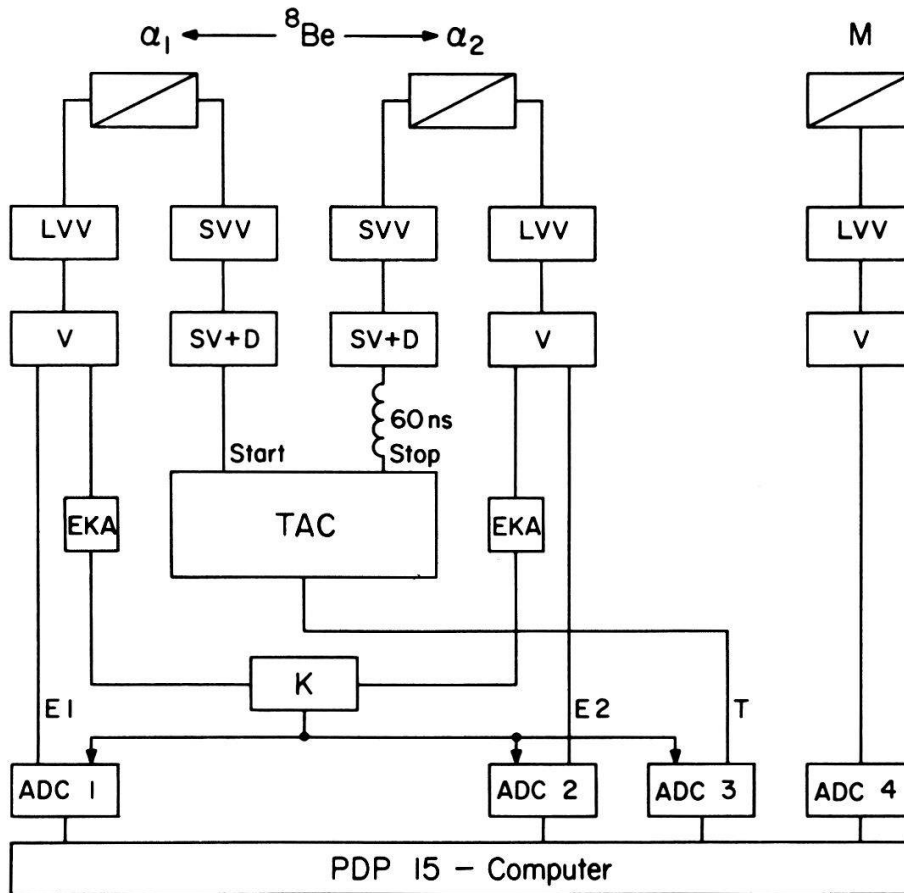 α₁ ⁸Be α₂ M
LVV SVV SVV LVV LVV
V SV+D SV+D V V
60 ns
Start Stop
EKA TAC EKA
K
E1 E2 T
ADC 1 ADC 2 ADC 3 ADC 4
PDP 15 – Computer